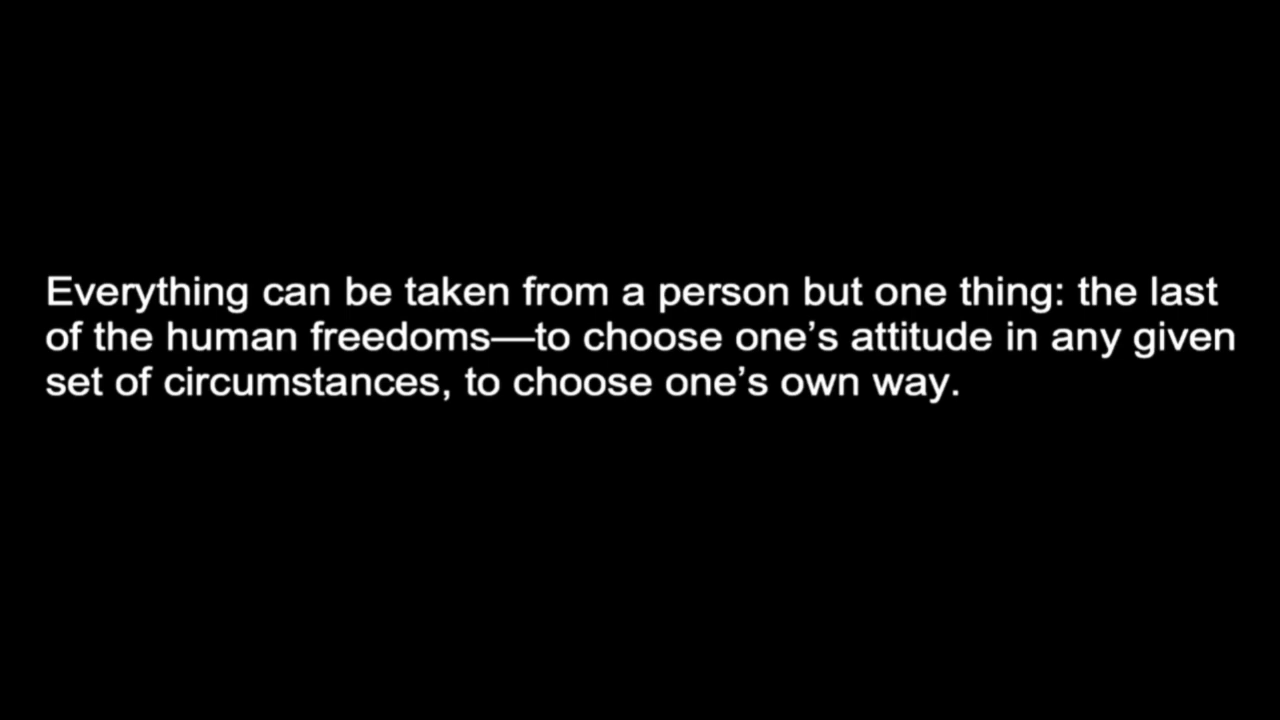 Everything can be taken from a person but one thing: the last
of the human freedoms—to choose one’s attitude in any given
set of circumstances, to choose one’s own way.